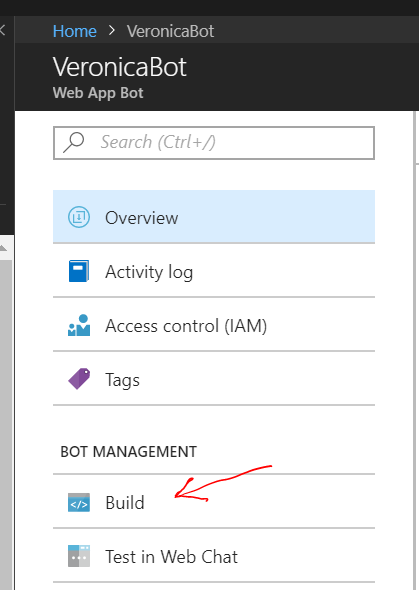 Home > VeronicaBot
VeronicaBot
Web App Bot
Search (Ctrl+/)
Overview
Activity log
Access control (IAM)
Tags
BOT MANAGEMENT
Build
Test in Web Chat